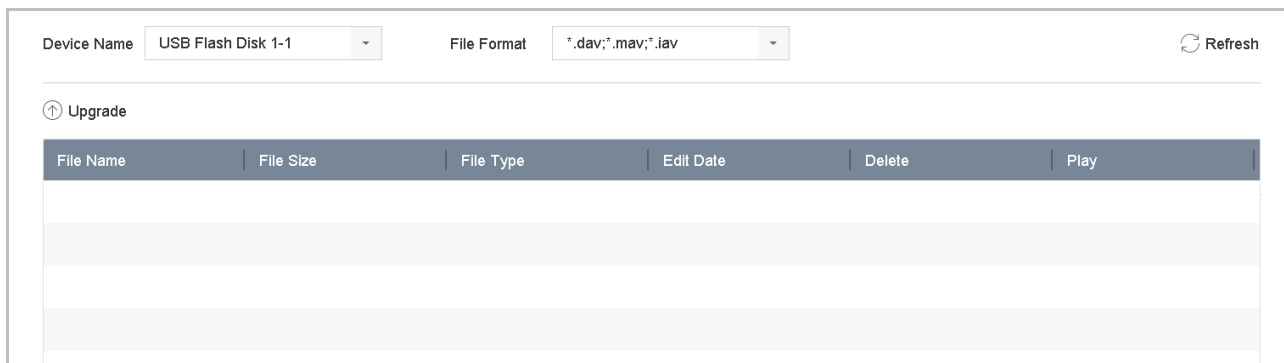 Device Name USB Flash Disk 1-1 File Format *.dav;*.mav;*.iav Refresh
Upgrade
File Name File Size File Type Edit Date Delete Play